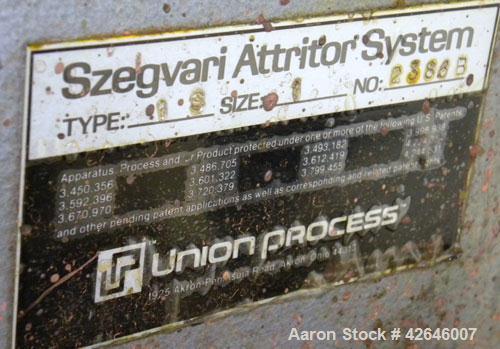 Szegvari Attritor System
TYPE: 1S SIZE: 1 NO:
Apparatus, Process and/or Product protected under one or more of the following U.S. Patents
3,450,356 3,486,705 3,493,182
3,592,396 3,601,322 3,612,419
3,670,970 3,720,379 3,799,455
and other pending patent applications as well as corresponding and related
UNION PROCESS
1925 Akron-Peninsula Road, Akron, Ohio
Aaron Stock # 42646007